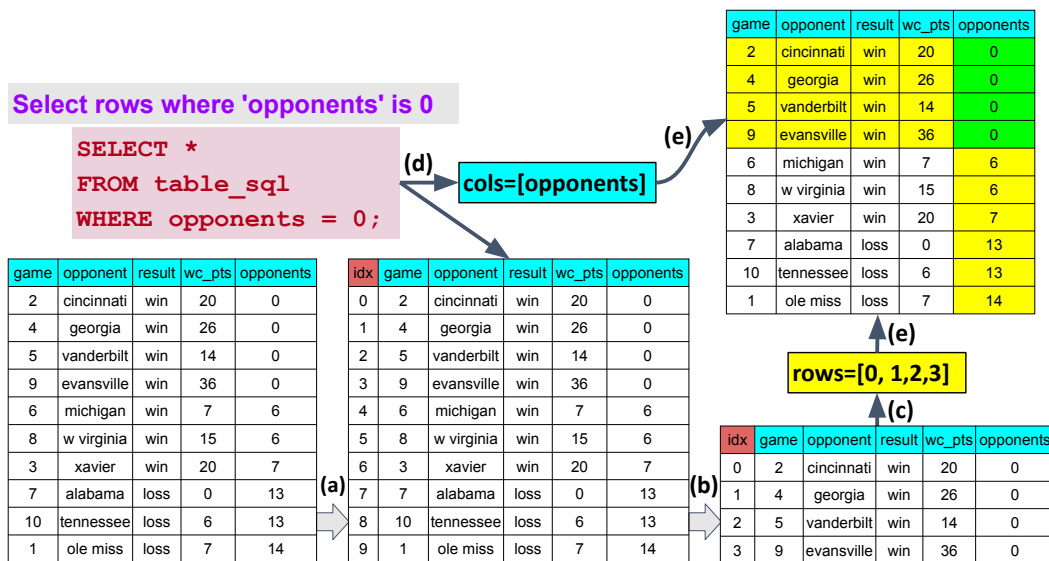 Select rows where 'opponents' is 0
SELECT *
FROM table_sql
WHERE opponents = 0;
(d)
cols=[opponents]
(e)
game opponent result wc_pts opponents
2 cincinnati win 20 0
4 georgia win 26 0
5 vanderbilt win 14 0
9 evansville win 36 0
6 michigan win 7 6
8 w virginia win 15 6
3 xavier win 20 7
7 alabama loss 0 13
10 tennessee loss 6 13
1 ole miss loss 7 14
game opponent result wc_pts opponents
2 cincinnati win 20 0
4 georgia win 26 0
5 vanderbilt win 14 0
9 evansville win 36 0
6 michigan win 7 6
8 w virginia win 15 6
3 xavier win 20 7
7 alabama loss 0 13
10 tennessee loss 6 13
1 ole miss loss 7 14
(a)
idx game opponent result wc_pts opponents
0 2 cincinnati win 20 0
1 4 georgia win 26 0
2 5 vanderbilt win 14 0
3 9 evansville win 36 0
4 6 michigan win 7 6
5 8 w virginia win 15 6
6 3 xavier win 20 7
7 7 alabama loss 0 13
8 10 tennessee loss 6 13
9 1 ole miss loss 7 14
(b)
(e)
rows=[0, 1,2,3]
(c)
idx game opponent result wc_pts opponents
0 2 cincinnati win 20 0
1 4 georgia win 26 0
2 5 vanderbilt win 14 0
3 9 evansville win 36 0